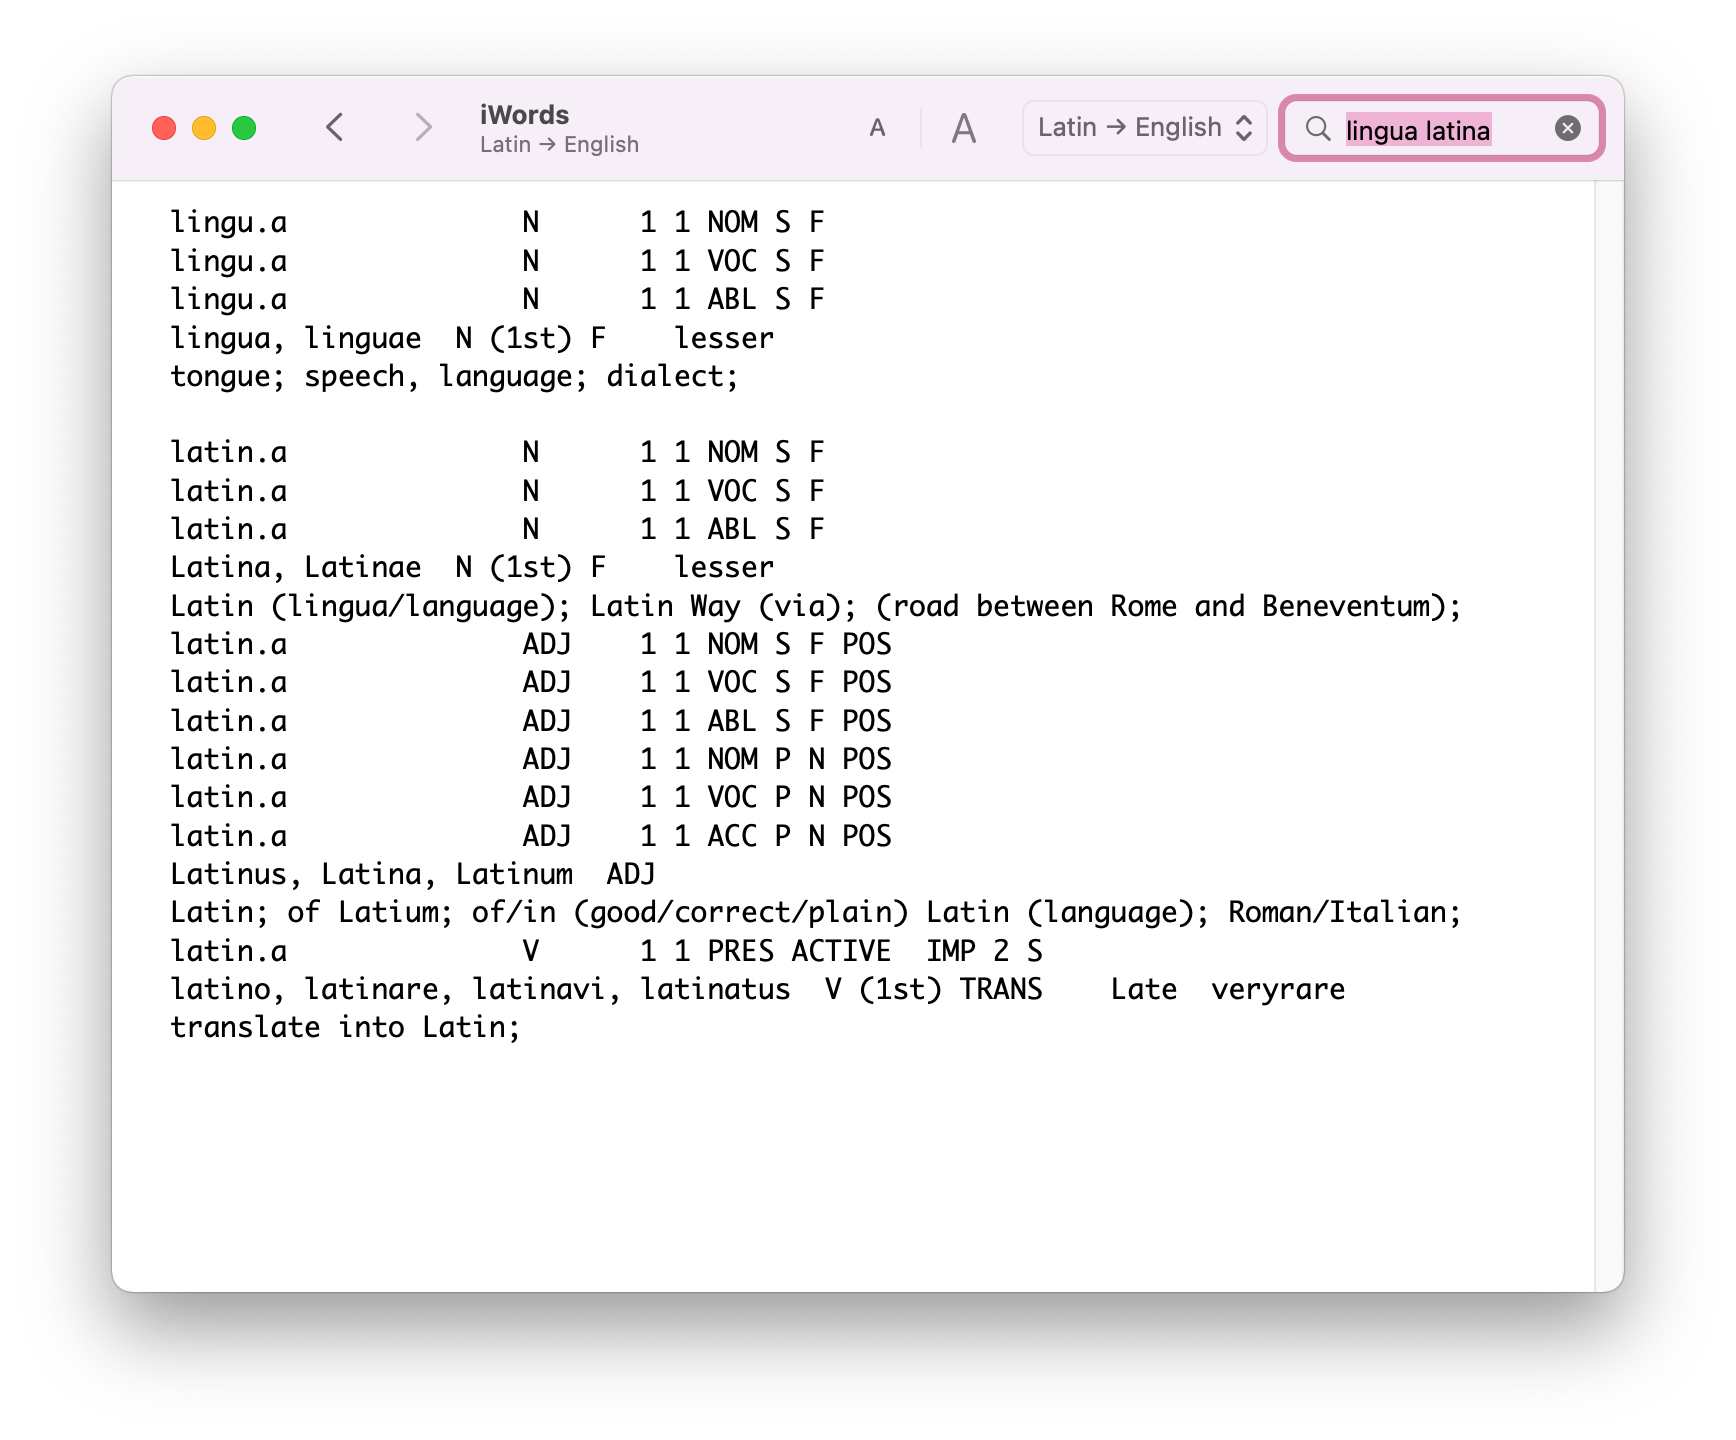 iWords
Latin → English
A A Latin → English lingua latina
lingu.a              N      1 1 NOM S F
lingu.a              N      1 1 VOC S F
lingu.a              N      1 1 ABL S F
lingua, linguae  N (1st) F    lesser
tongue; speech, language; dialect;

latin.a              N      1 1 NOM S F
latin.a              N      1 1 VOC S F
latin.a              N      1 1 ABL S F
Latina, Latinae  N (1st) F    lesser
Latin (lingua/language); Latin Way (via); (road between Rome and Beneventum);
latin.a              ADJ    1 1 NOM S F POS
latin.a              ADJ    1 1 VOC S F POS
latin.a              ADJ    1 1 ABL S F POS
latin.a              ADJ    1 1 NOM P N POS
latin.a              ADJ    1 1 VOC P N POS
latin.a              ADJ    1 1 ACC P N POS
Latinus, Latina, Latinum  ADJ
Latin; of Latium; of/in (good/correct/plain) Latin (language); Roman/Italian;
latin.a              V      1 1 PRES ACTIVE  IMP 2 S
latino, latinare, latinavi, latinatus  V (1st) TRANS    Late  veryrare
translate into Latin;